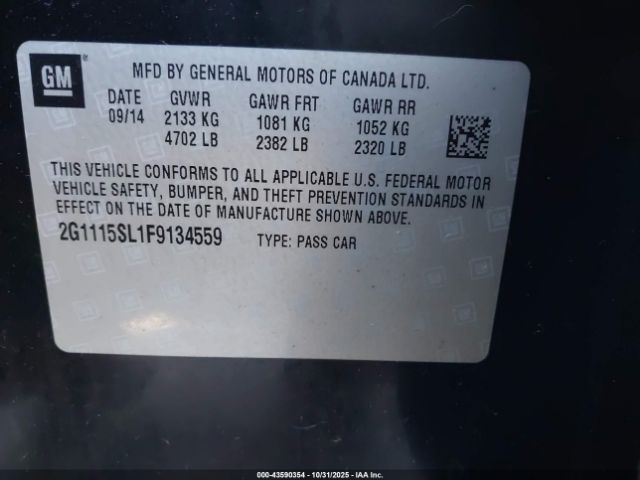 GM
MFD BY GENERAL MOTORS OF CANADA LTD.
DATE GVWR GAWR FRT GAWR RR
09/14 2133 KG 1081 KG 1052 KG
4702 LB 2382 LB 2320 LB
THIS VEHICLE CONFORMS TO ALL APPLICABLE U.S. FEDERAL MOTOR
VEHICLE SAFETY, BUMPER, AND THEFT PREVENTION STANDARDS IN
EFFECT ON THE DATE OF MANUFACTURE SHOWN ABOVE.
2G1115SL1F9134559 TYPE: PASS CAR
000-43590354 - 10/31/2025 - IAA Inc.